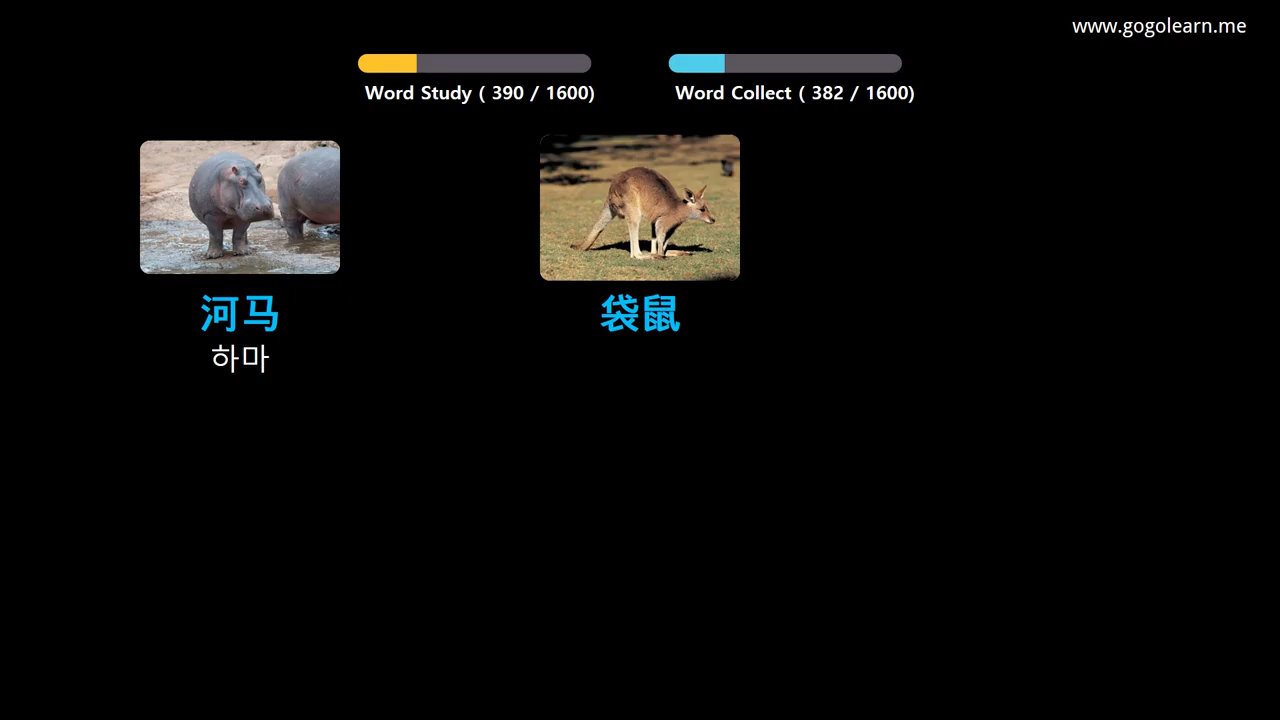 www.gogolearn.me
Word Study ( 390 / 1600)
Word Collect ( 382 / 1600)
河马
하마
袋鼠